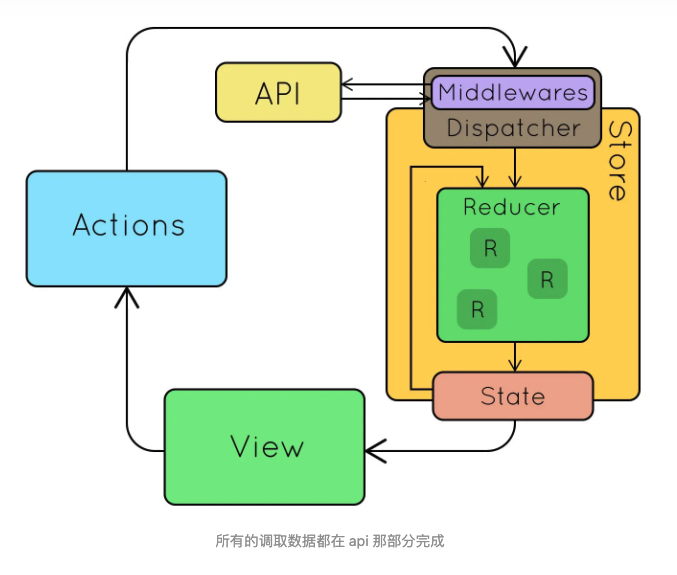 API
Middlewares
Dispatcher
Store
Actions
Reducer
R
R
R
State
View
所有的调取数据都在 api 那部分完成